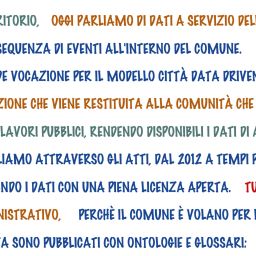 RITORIO, OGGI PARLIAMO DI DATI A SERVIZIO DEL
SEQUENZA DI EVENTI ALL'INTERNO DEL COMUNE.
DE VOCAZIONE PER IL MODELLO CITTÀ DATA DRIVEN
ZIONE CHE VIENE RESTITUITA ALLA COMUNITÀ CHE
LAVORI PUBBLICI, RENDENDO DISPONIBILI I DATI DI A
LIAMO ATTRAVERSO GLI ATTI, DAL 2012 A TEMPI P
NDO I DATI CON UNA PIENA LICENZA APERTA. TU
NISTRATIVO, PERCHÈ IL COMUNE È VOLANO PER
TA SONO PUBBLICATI CON ONTOLOGIE E GLOSSARI: